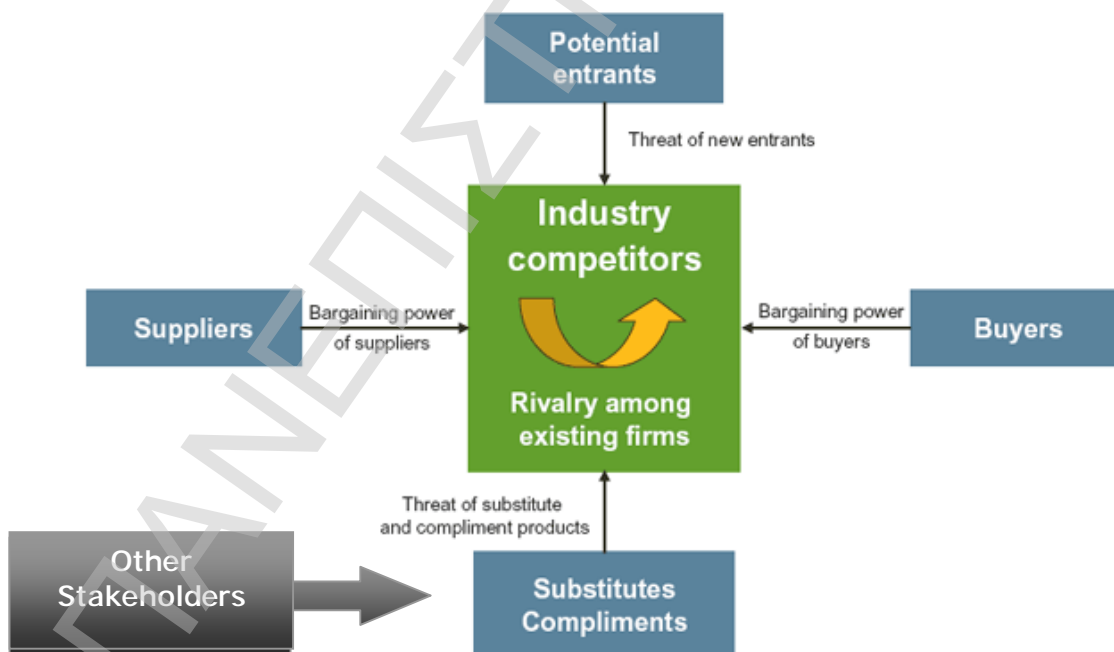 Potential
entrants
Threat of new entrants
Industry
competitors
Suppliers
Bargaining power
of suppliers
Bargaining power
of buyers
Buyers
Rivalry among
existing firms
Threat of substitute
and compliment products
Other
Stakeholders
Substitutes
Compliments
ΠΑΝΕΠΙΣΤ